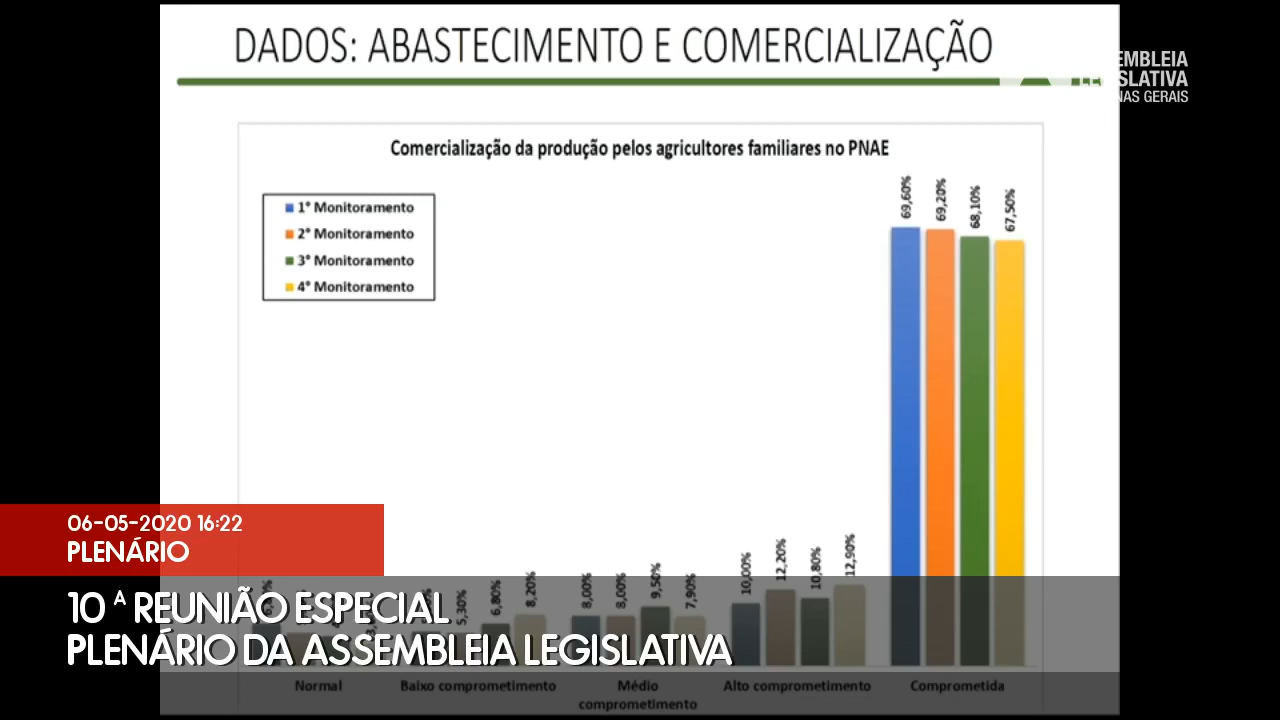 DADOS: ABASTECIMENTO E COMERCIALIZAÇÃO
EMBLEIA
LEGISLATIVA
NAS GERAIS
Comercialização da produção pelos agricultores familiares no PNAE
1° Monitoramento
2° Monitoramento
3° Monitoramento
4° Monitoramento
69,60%
69,20%
68,10%
67,50%
10,00%
12,20%
10,80%
12,90%
8,00%
8,00%
9,50%
7,90%
5,30%
6,80%
8,20%
06-05-2020 16:22
PLENÁRIO
10 ª REUNIÃO ESPECIAL
PLENÁRIO DA ASSEMBLEIA LEGISLATIVA
Normal
Baixo comprometimento
Médio
comprometimento
Alto comprometimento
Comprometida